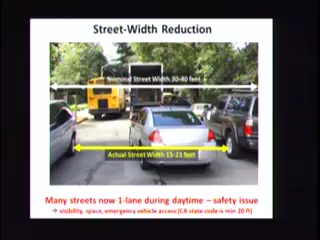 Street-Width Reduction
Nominal Street Width 30-40 feet
Actual Street Width 15-25 feet
Many streets now 1-lane during daytime – safety issue
→ visibility, space, emergency vehicle access (CA state code is min 20 ft)